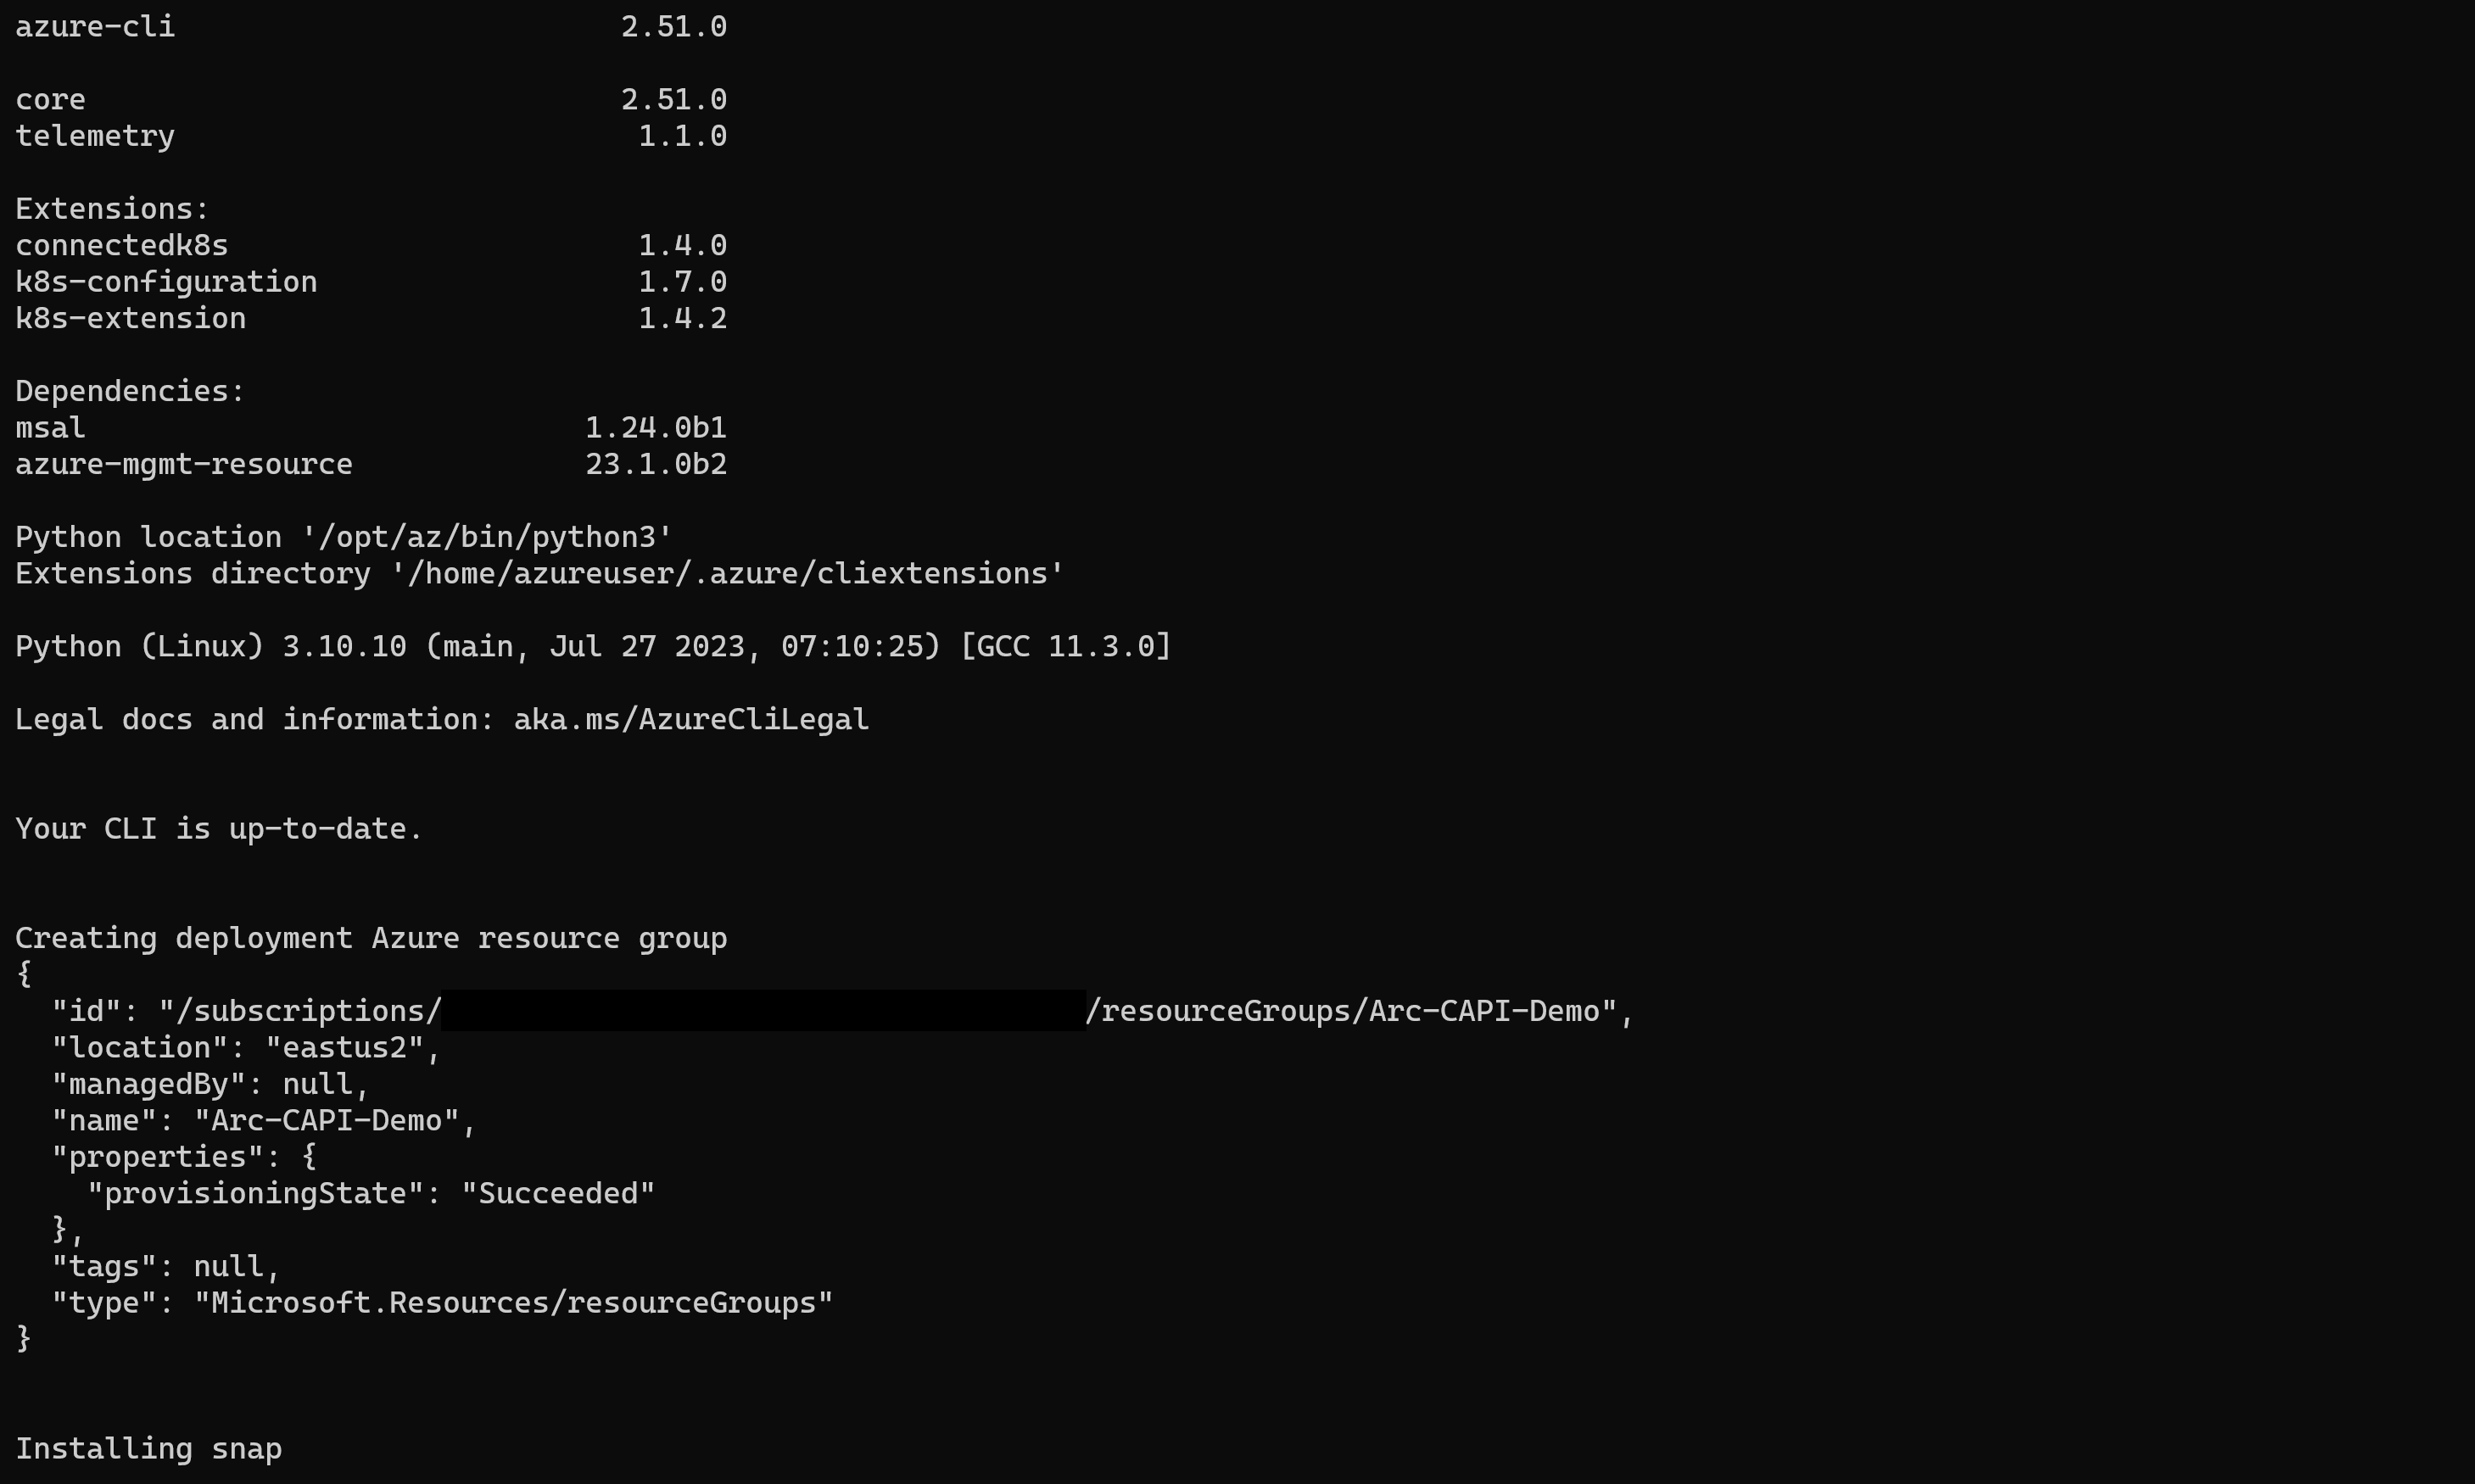 azure-cli                         2.51.0

core                              2.51.0
telemetry                          1.1.0

Extensions:
connectedk8s                       1.4.0
k8s-configuration                  1.7.0
k8s-extension                      1.4.2

Dependencies:
msal                            1.24.0b1
azure-mgmt-resource             23.1.0b2

Python location '/opt/az/bin/python3'
Extensions directory '/home/azureuser/.azure/cliextensions'

Python (Linux) 3.10.10 (main, Jul 27 2023, 07:10:25) [GCC 11.3.0]

Legal docs and information: aka.ms/AzureCliLegal


Your CLI is up-to-date.


Creating deployment Azure resource group
{
  "id": "/subscriptions/ /resourceGroups/Arc-CAPI-Demo",
  "location": "eastus2",
  "managedBy": null,
  "name": "Arc-CAPI-Demo",
  "properties": {
    "provisioningState": "Succeeded"
  },
  "tags": null,
  "type": "Microsoft.Resources/resourceGroups"
}


Installing snap